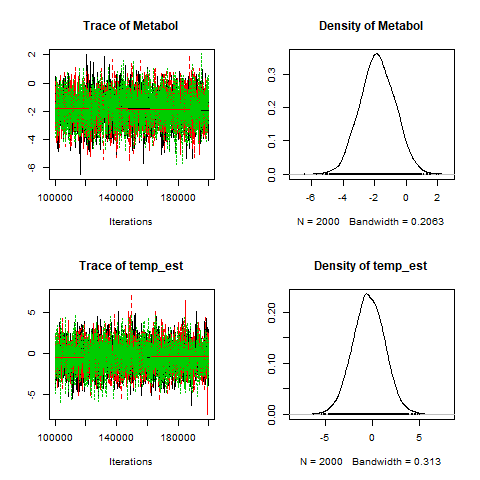 Trace of Metabol
2
0
-2
-4
-6
100000 140000 180000
Iterations
Density of Metabol
0.3
0.2
0.1
0.0
-6 -4 -2 0 2
N = 2000 Bandwidth = 0.2063
Trace of temp_est
5
0
-5
100000 140000 180000
Iterations
Density of temp_est
0.20
0.10
0.00
-5 0 5
N = 2000 Bandwidth = 0.313